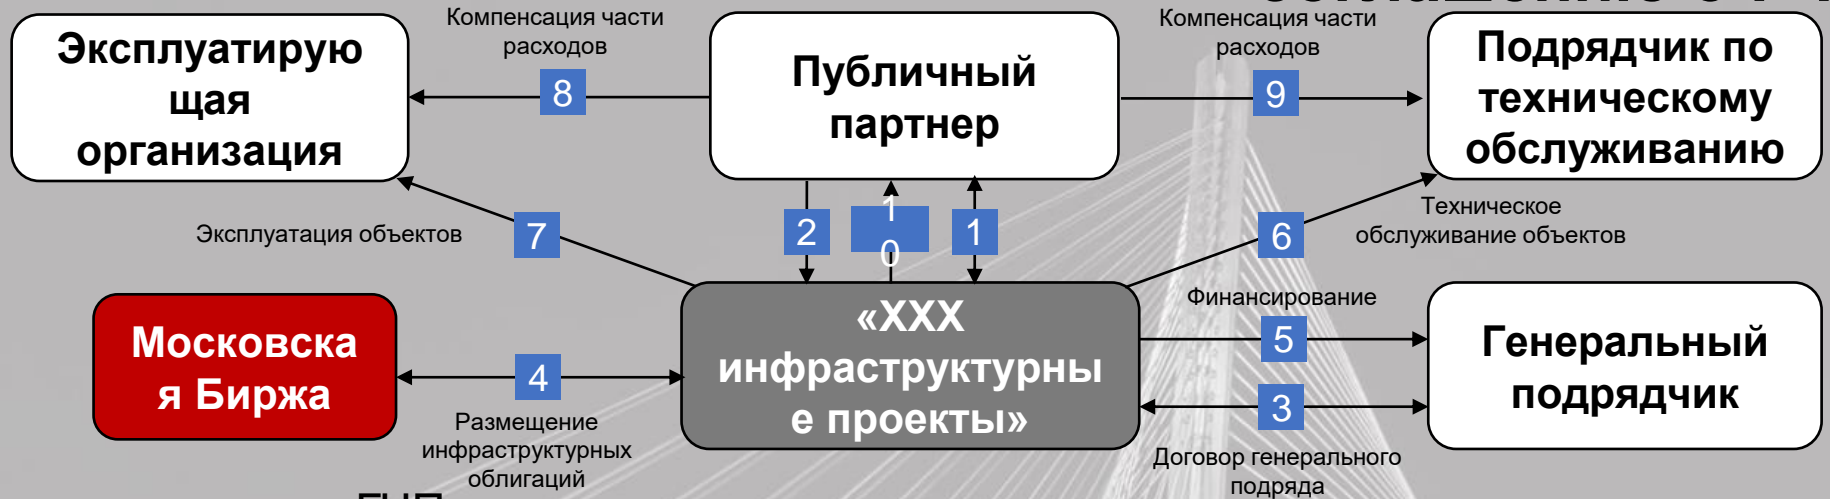 Компенсация части
расходов
Компенсация части
расходов
Эксплуатирую
щая
организация
8
Публичный
партнер
9
Подрядчик по
техническому
обслуживанию
Эксплуатация объектов
7
2
1
0
1
6
Техническое
обслуживание объектов
Московска
я Биржа
4
Размещение
инфраструктурных
облигаций
«ХХХ
инфраструктурны
е проекты»
Финансирование
5
3
Договор генерального
подряда
Генеральный
подрядчик